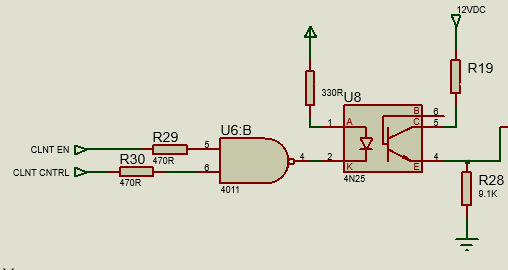 12VDC
R19
330R
U8
B 6
A C
1 5
U6:B
R29
CLNT EN 5
470R
R30 4 2 4
CLNT CNTRL 6
K E
470R
4011
4N25
R28
9.1K